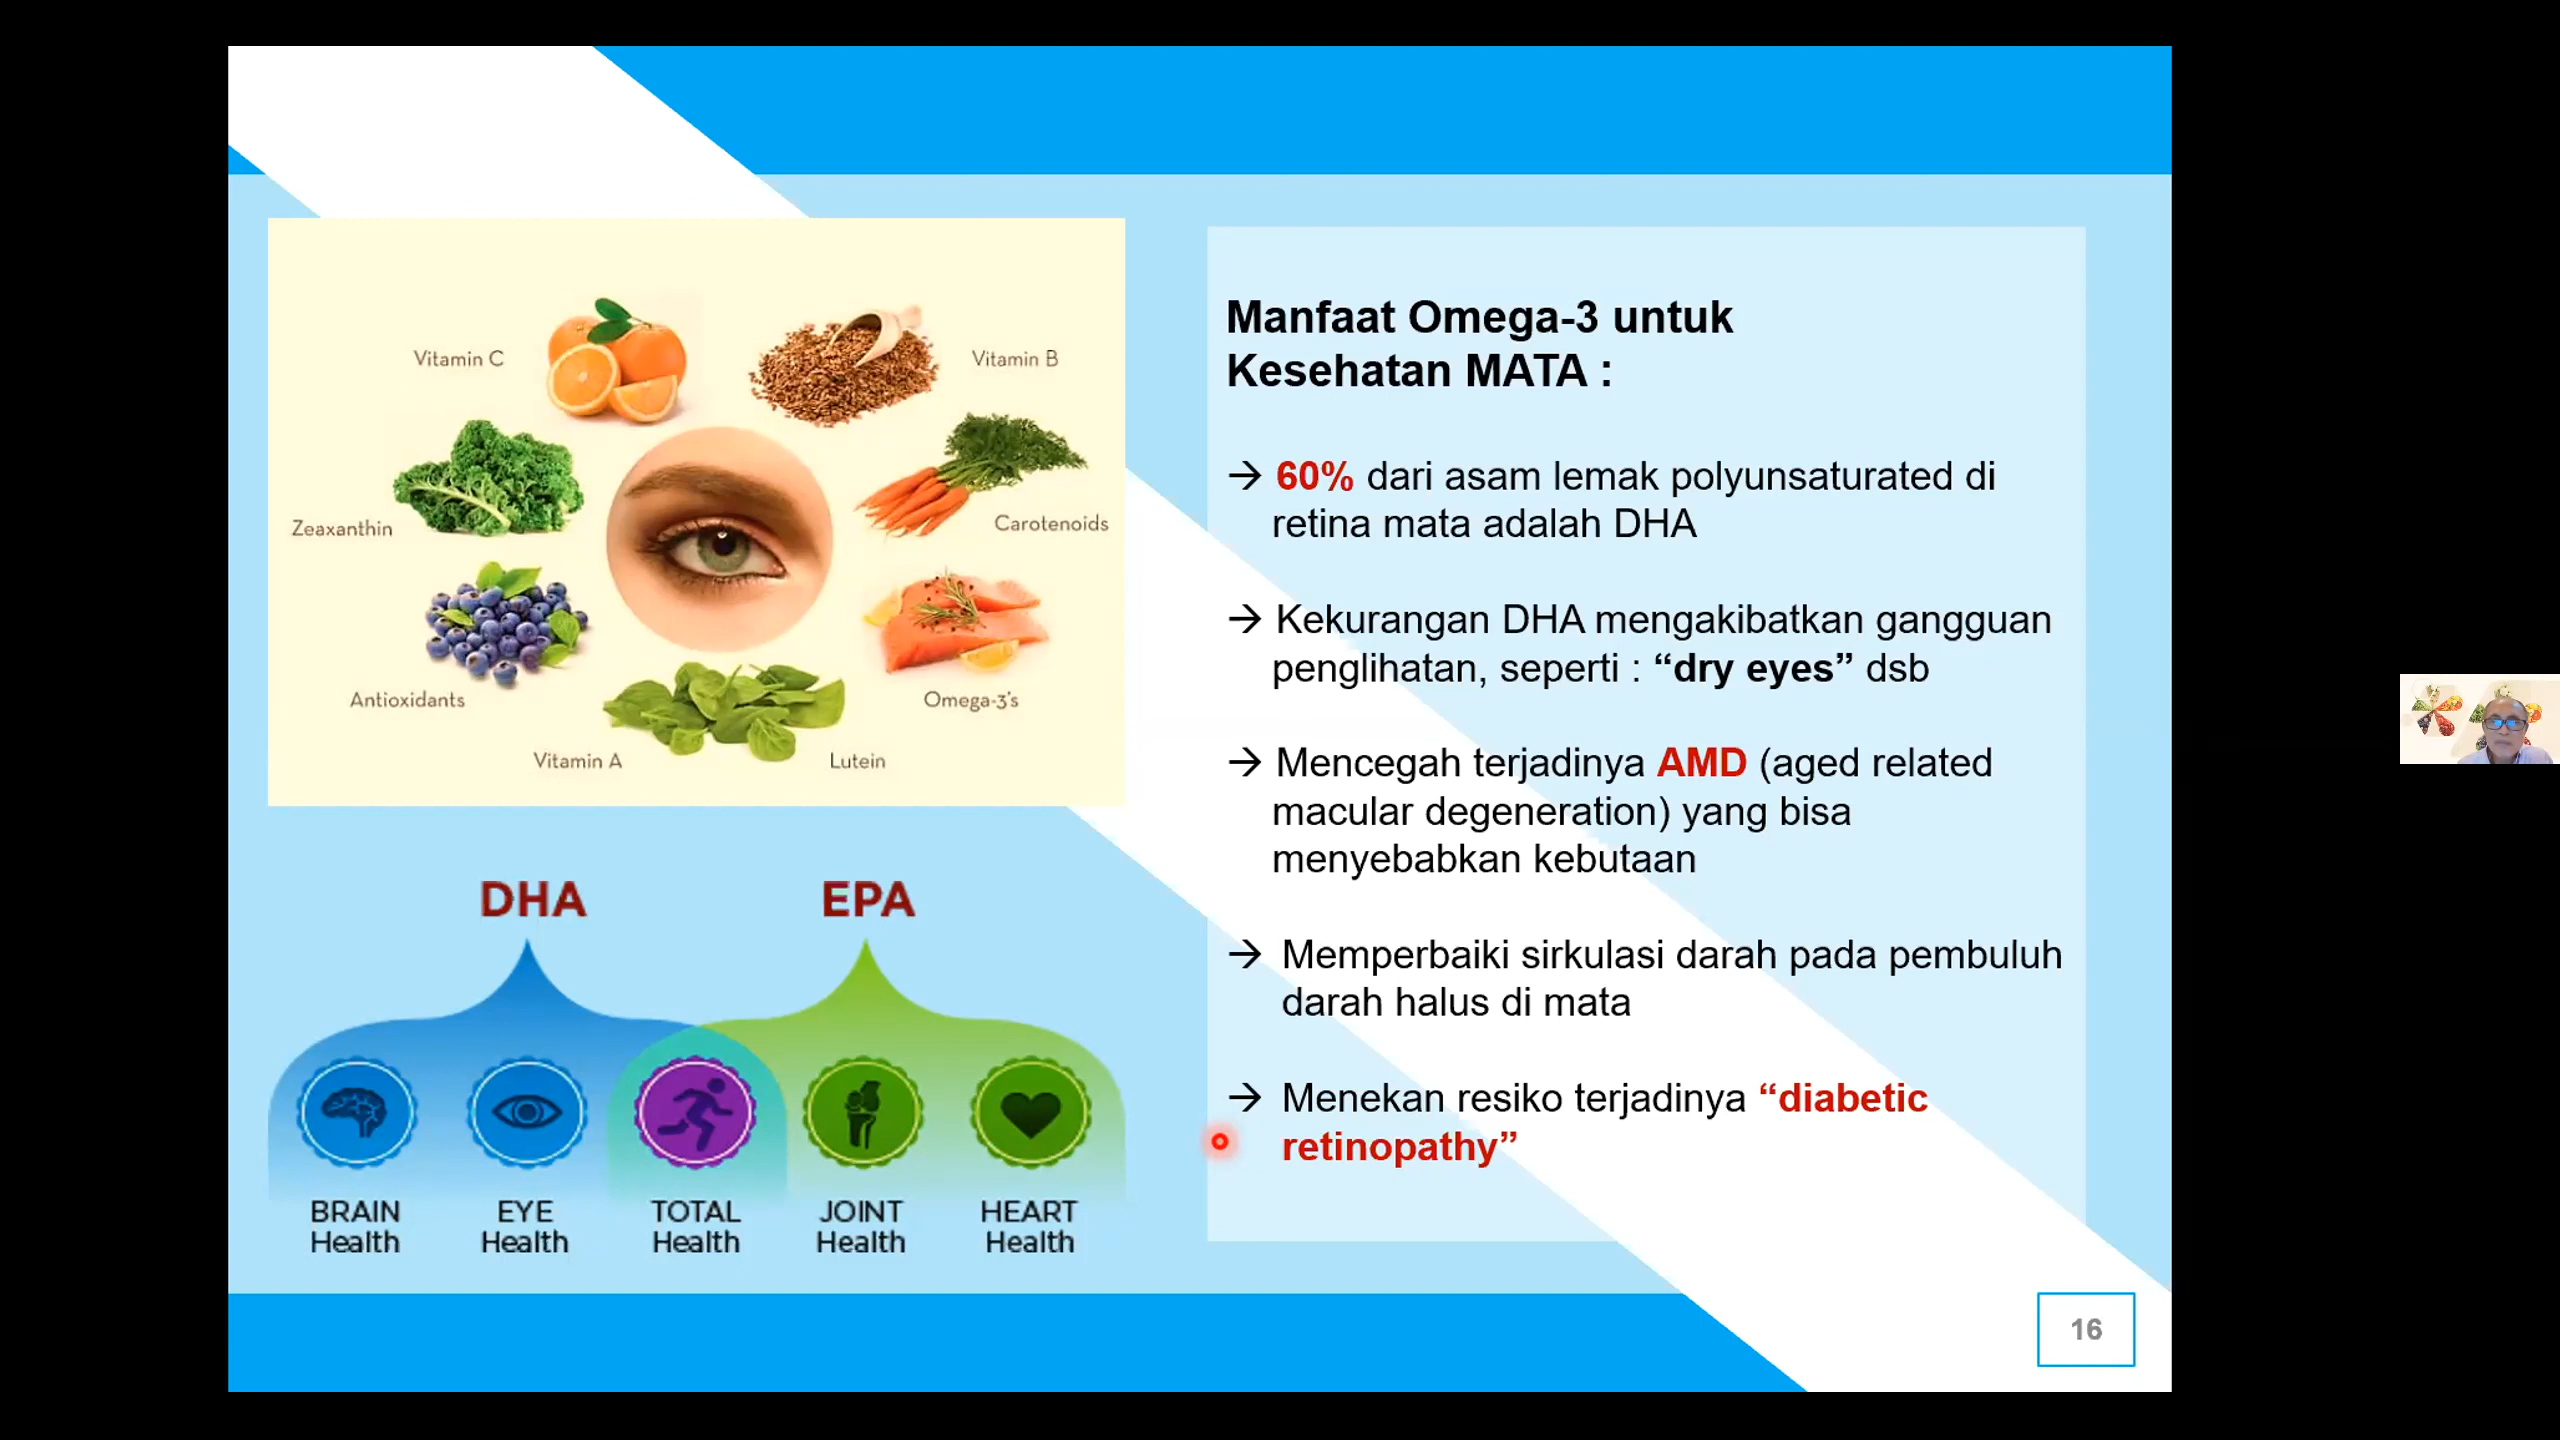 Vitamin C
Vitamin B
Zeaxanthin
Carotenoids
Antioxidants
Omega-3's
Vitamin A
Lutein
DHA
EPA
BRAIN
Health
EYE
Health
TOTAL
Health
JOINT
Health
HEART
Health
Manfaat Omega-3 untuk
Kesehatan MATA :
→ 60% dari asam lemak polyunsaturated di
retina mata adalah DHA
→ Kekurangan DHA mengakibatkan gangguan
penglihatan, seperti : “dry eyes” dsb
→ Mencegah terjadinya AMD (aged related
macular degeneration) yang bisa
menyebabkan kebutaan
→ Memperbaiki sirkulasi darah pada pembuluh
darah halus di mata
→ Menekan resiko terjadinya “diabetic
retinopathy”
16